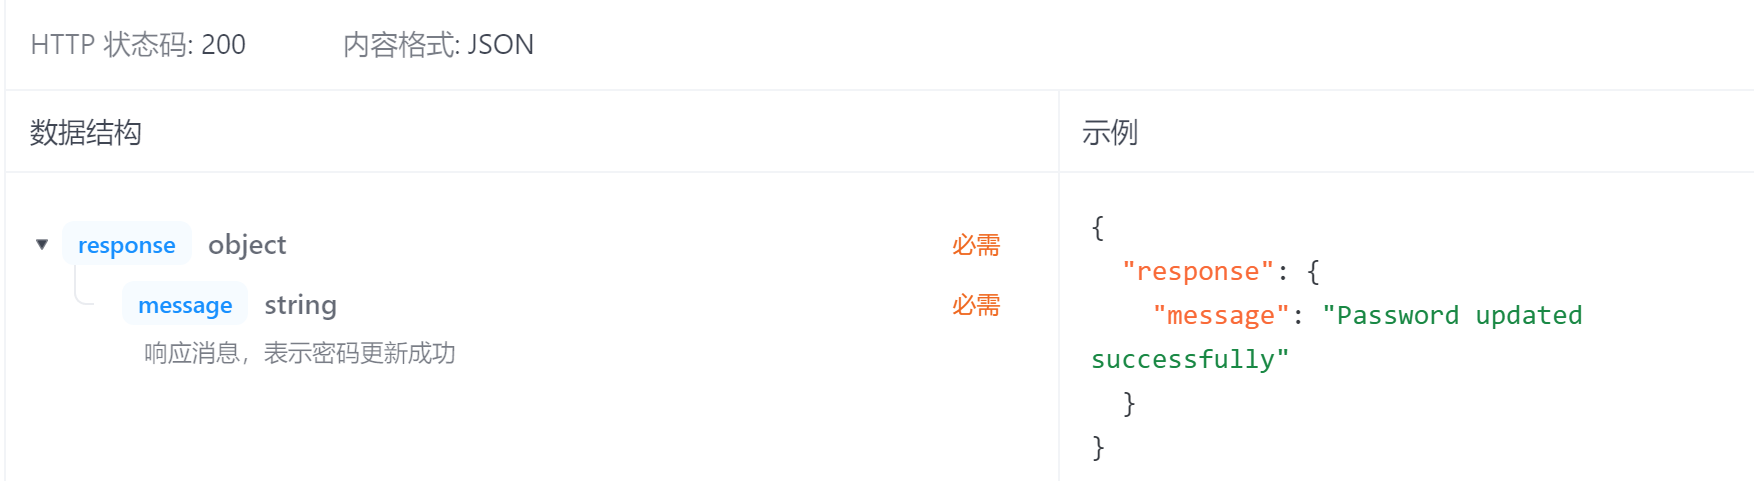 HTTP 状态码: 200 内容格式: JSON
数据结构
示例
response object 必需
message string 必需
响应消息，表示密码更新成功
{
"response": {
"message": "Password updated
successfully"
}
}